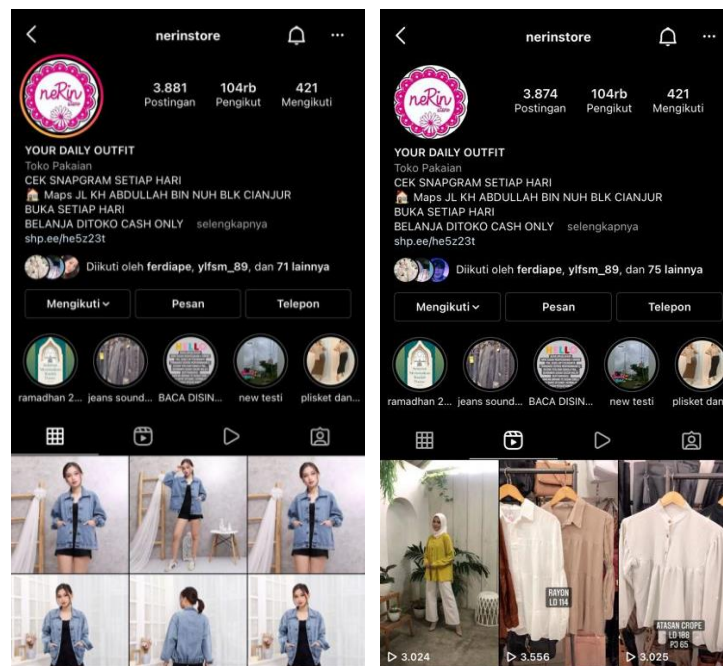 nerinstore
neRin
store
3.881 104rb 421
Postingan Pengikut Mengikuti
YOUR DAILY OUTFIT
Toko Pakaian
CEK SNAPGRAM SETIAP HARI
Maps JL KH ABDULLAH BIN NUH BLK CIANJUR
BUKA SETIAP HARI
BELANJA DITOKO CASH ONLY selengkapnya
shp.ee/he5z23t
Diikuti oleh ferdiape, ylfsm_89, dan 71 lainnya
Mengikuti Pesan Telepon
HELLO
ramadhan 2... jeans sound... BACA DISIN... new testi plisket dan...
nerinstore
neRin
store
3.874 104rb 421
Postingan Pengikut Mengikuti
YOUR DAILY OUTFIT
Toko Pakaian
CEK SNAPGRAM SETIAP HARI
Maps JL KH ABDULLAH BIN NUH BLK CIANJUR
BUKA SETIAP HARI
BELANJA DITOKO CASH ONLY selengkapnya
shp.ee/he5z23t
Diikuti oleh ferdiape, ylfsm_89, dan 75 lainnya
Mengikuti Pesan Telepon
HELLO
ramadhan 2... jeans sound... BACA DISIN... new testi plisket dan
RAYON
LD 114
ATASAN CROPE
LD 108
PJ 65
3.024 3.556 3.025